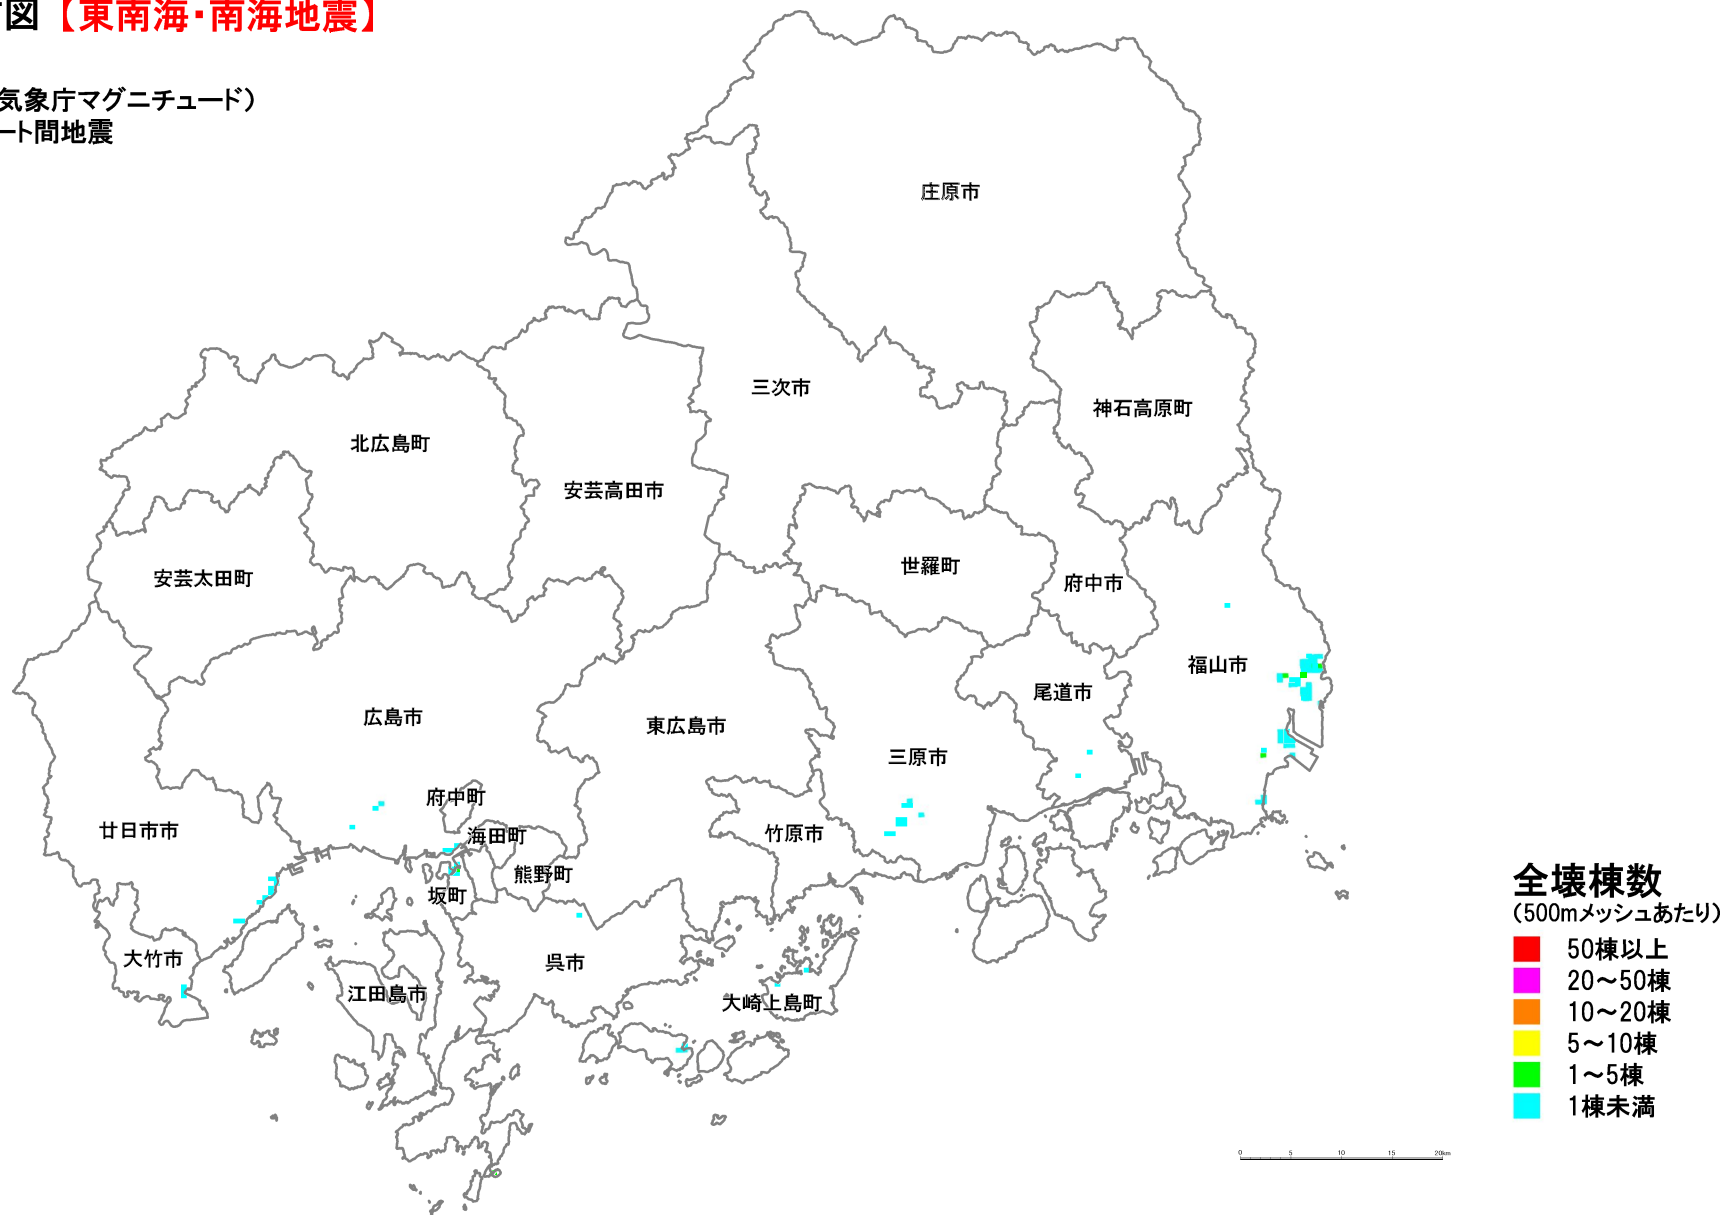 図【東南海・南海地震】
気象庁マグニチュード）
ート間地震
庄原市
三次市
神石高原町
北広島町
安芸高田市
世羅町
安芸太田町
府中市
福山市
尾道市
広島市
東広島市
三原市
府中町
廿日市市
海田町
竹原市
熊野町
坂町
大竹市
呉市
江田島市
大崎上島町
全壊棟数
（500mメッシュあたり）
50棟以上
20～50棟
10～20棟
5～10棟
1～5棟
1棟未満
0 5 10 15 20km